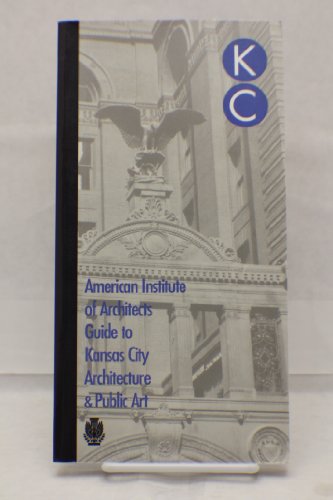 K
C
American Institute
of Architects
Guide to
Kansas City
Architecture
& Public Art